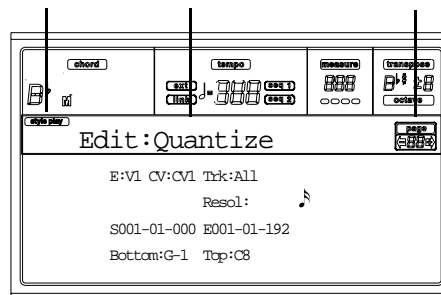 chord tempo measure transpose
ext seq 1
link seq 2
octave
style play page
Edit:Quantize
E:V1 CV:CV1 Trk:All
Resol:
S001-01-000 E001-01-192
Bottom:G-1 Top:C8